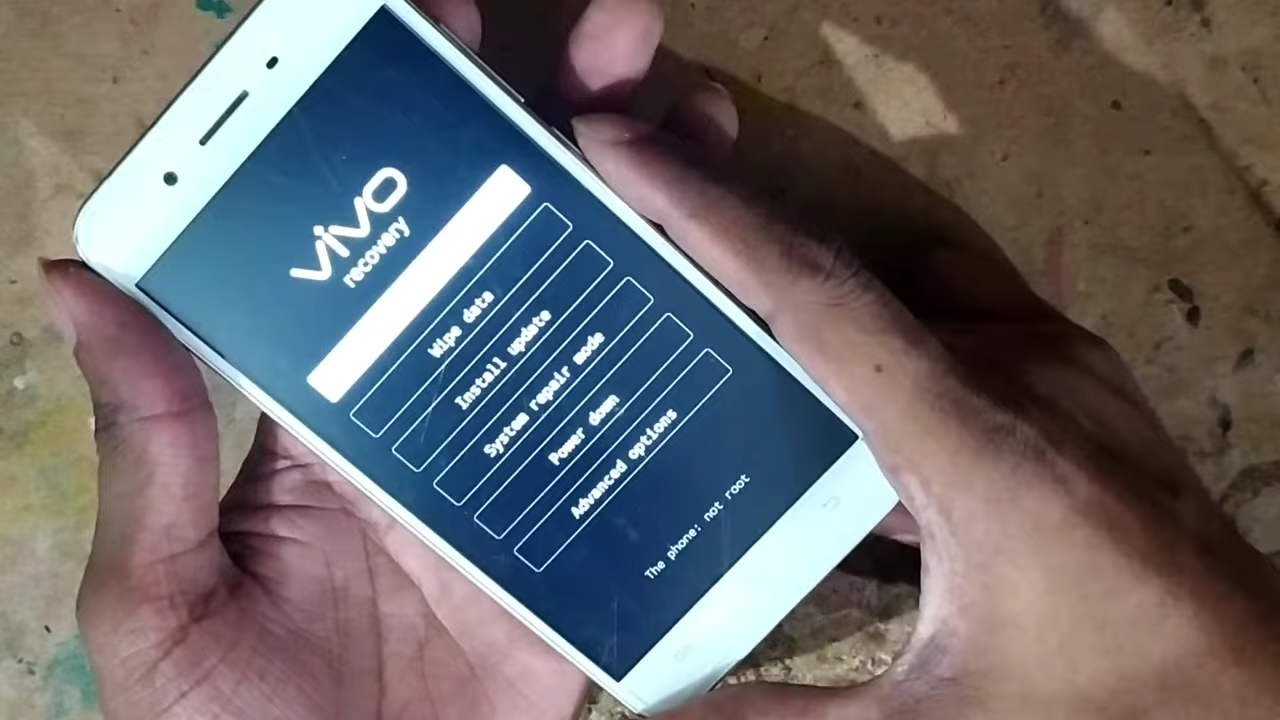 vivo
recovery
Wipe data
Install update
System repair mode
Power down
Advanced options
The phone: not root